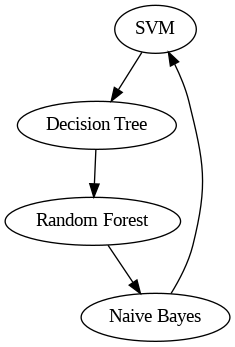 SVM
Decision Tree
Random Forest
Naive Bayes